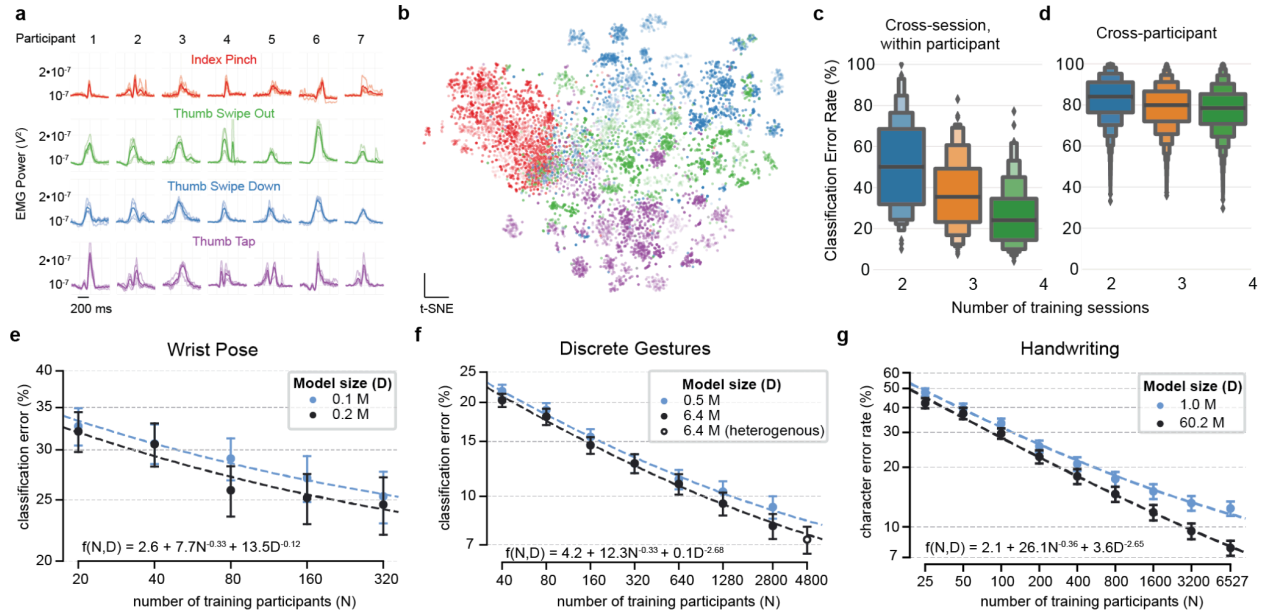 a
Participant 1 2 3 4 5 6 7
Index Pinch
2•10-7
10-7
Thumb Swipe Out
2•10-7
10-7
Thumb Swipe Down
2•10-7
10-7
Thumb Tap
2•10-7
10-7
EMG Power (V²)
200 ms
b
t-SNE
c
Cross-session,
within participant
Classification Error Rate (%)
100
80
60
40
20
0
2 3 4
d
Cross-participant
100
80
60
40
20
0
2 3 4
Number of training sessions
e
Wrist Pose
classification error (%)
40
35
30
25
20
Model size (D)
0.1 M
0.2 M
f(N,D) = 2.6 + 7.7N-0.33 + 13.5D-0.12
20 40 80 160 320
number of training participants (N)
f
Discrete Gestures
classification error (%)
25
20
15
10
7
Model size (D)
0.5 M
6.4 M
6.4 M (heterogenous)
f(N,D) = 4.2 + 12.3N-0.33 + 0.1D-2.68
40 80 160 320 640 1280 2800 4800
number of training participants (N)
g
Handwriting
character error rate (%)
60
50
40
30
20
10
7
Model size (D)
1.0 M
60.2 M
f(N,D) = 2.1 + 26.1N-0.36 + 3.6D-2.65
25 50 100 200 400 800 1600 3200 6527
number of training participants (N)